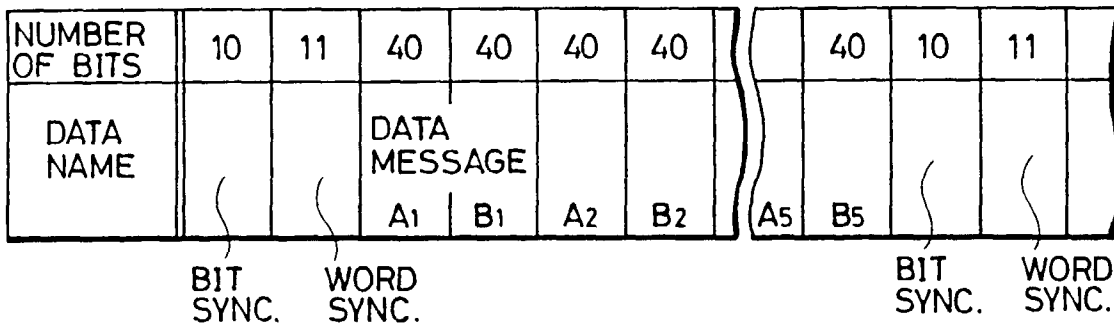 NUMBER OF BITS 10 11 40 40 40 40 40 10 11
DATA NAME DATA MESSAGE
A1 B1 A2 B2 A5 B5
BIT SYNC. WORD SYNC. BIT SYNC. WORD SYNC.